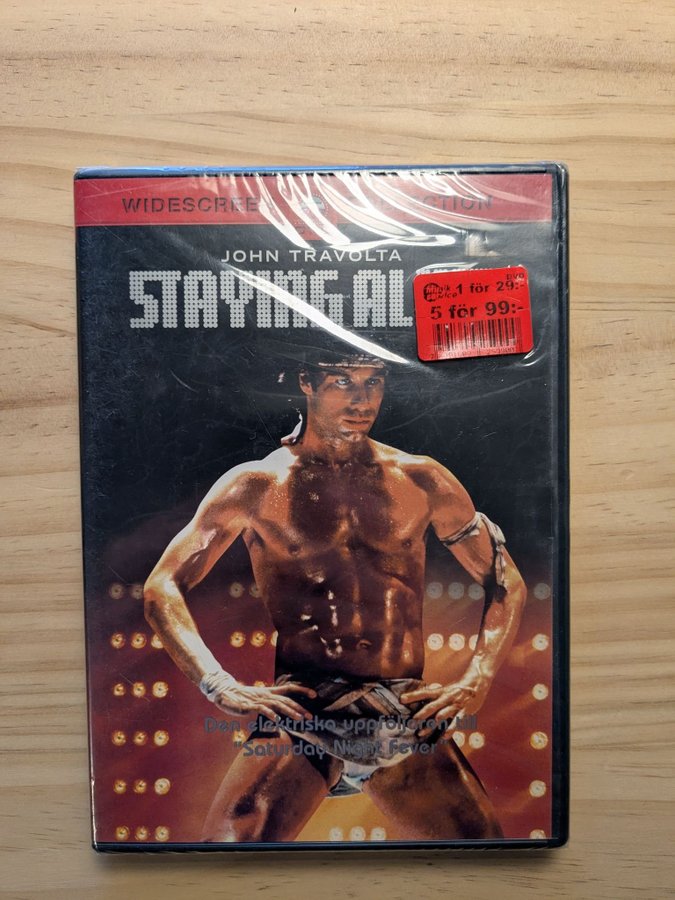 WIDESCREE CTION
JOHN TRAVOLTA
STAYING AL
DVD
1 för 29:-
5 för 99:-
Den elektriska uppföljaren till
"Saturday Night Fever"